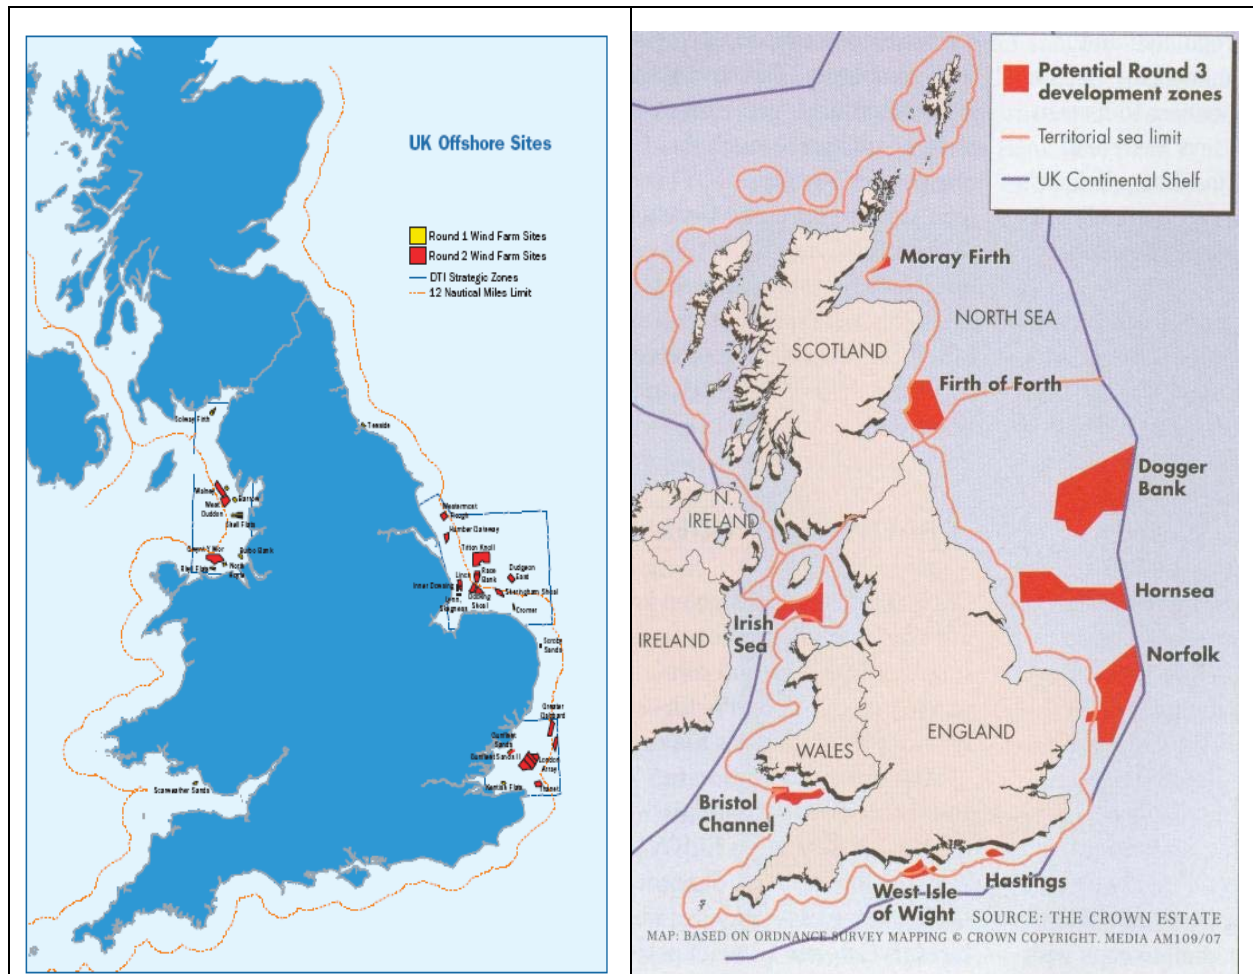 UK Offshore Sites
Round 1 Wind Farm Sites
Round 2 Wind Farm Sites
DTI Strategic Zones
12 Nautical Miles Limit
Solway Firth
Teesside
Walney
Barrow
West
Duddon
Shell Flats
Burbo Bank
North
Rhyl Flats
Westermost
Rough
Humber Gateway
Triton Knoll
Lincs
Race
Bank
Dudgeon
East
Inner Dowsing
Lynn
Skegness
Dowsing
Shoal
Sheringham Shoal
Cromer
Scroby
Sands
Greater
Gabbard
Gunfleet
Sands
Gunfleet Sands II
London
Array
Kentish Flats
Thanet
Scarweather Sands
Potential Round 3
development zones
Territorial sea limit
UK Continental Shelf
Moray Firth
NORTH SEA
SCOTLAND
Firth of Forth
Dogger
Bank
N.
IRELAND
Hornsea
Irish
Sea
IRELAND
Norfolk
ENGLAND
WALES
Bristol
Channel
Hastings
West Isle
of Wight
SOURCE: THE CROWN ESTATE
MAP: BASED ON ORDNANCE SURVEY MAPPING © CROWN COPYRIGHT. MEDIA AM109/07